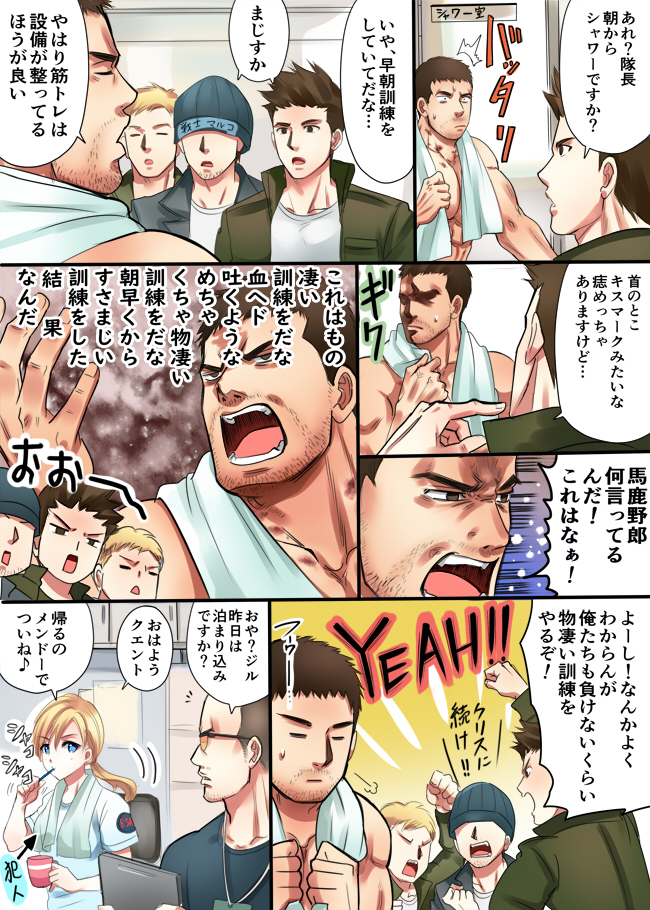 シャワー室
あれ？隊長
朝から
シャワーですか？
バッタリ
いや、早朝訓練を
していてだな…
まじすか
戦士マルコ
やはり筋トレは
設備が整ってる
ほうが良い
首のとこ
キスマークみたいな
痣めっちゃ
ありますけど…
ギク
馬鹿野郎
何言ってる
んだ！
これはなぁ！
これはもの
凄い
訓練をだな
血ヘド
吐くような
めちゃ
くちゃ物凄い
訓練をだな
朝早くから
すさまじい
訓練をした
結果
なんだ
おお〜
よーし！なんかよく
わからんが
俺たちも負けないくらい
物凄い訓練を
やるぞ！
YEAH!!
クリスに
続け!!
フゥー…
おや？ジル
昨日は
泊まり込み
ですか？
おはよう
クエント
帰るの
メンドーで
ついね♪
シャコ
シャコ
犯人